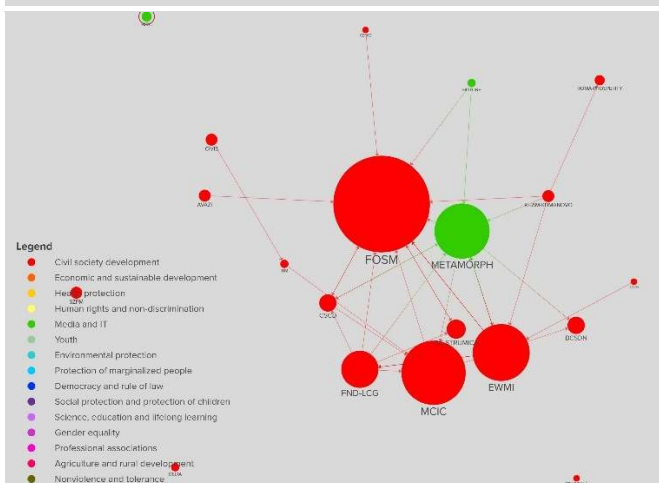 AVAZI
FOSM
METAMORPH
Legend
Civil society development
Economic and sustainable development
Health protection
Human rights and non-discrimination
Media and IT
Youth
Environmental protection
Protection of marginalized people
Democracy and rule of law
Social protection and protection of children
Science, education and lifelong learning
Gender equality
Professional associations
Agriculture and rural development
Nonviolence and tolerance
CIVIS
CSCD
BCSDN
FND-LCG
MCIC
EWMI